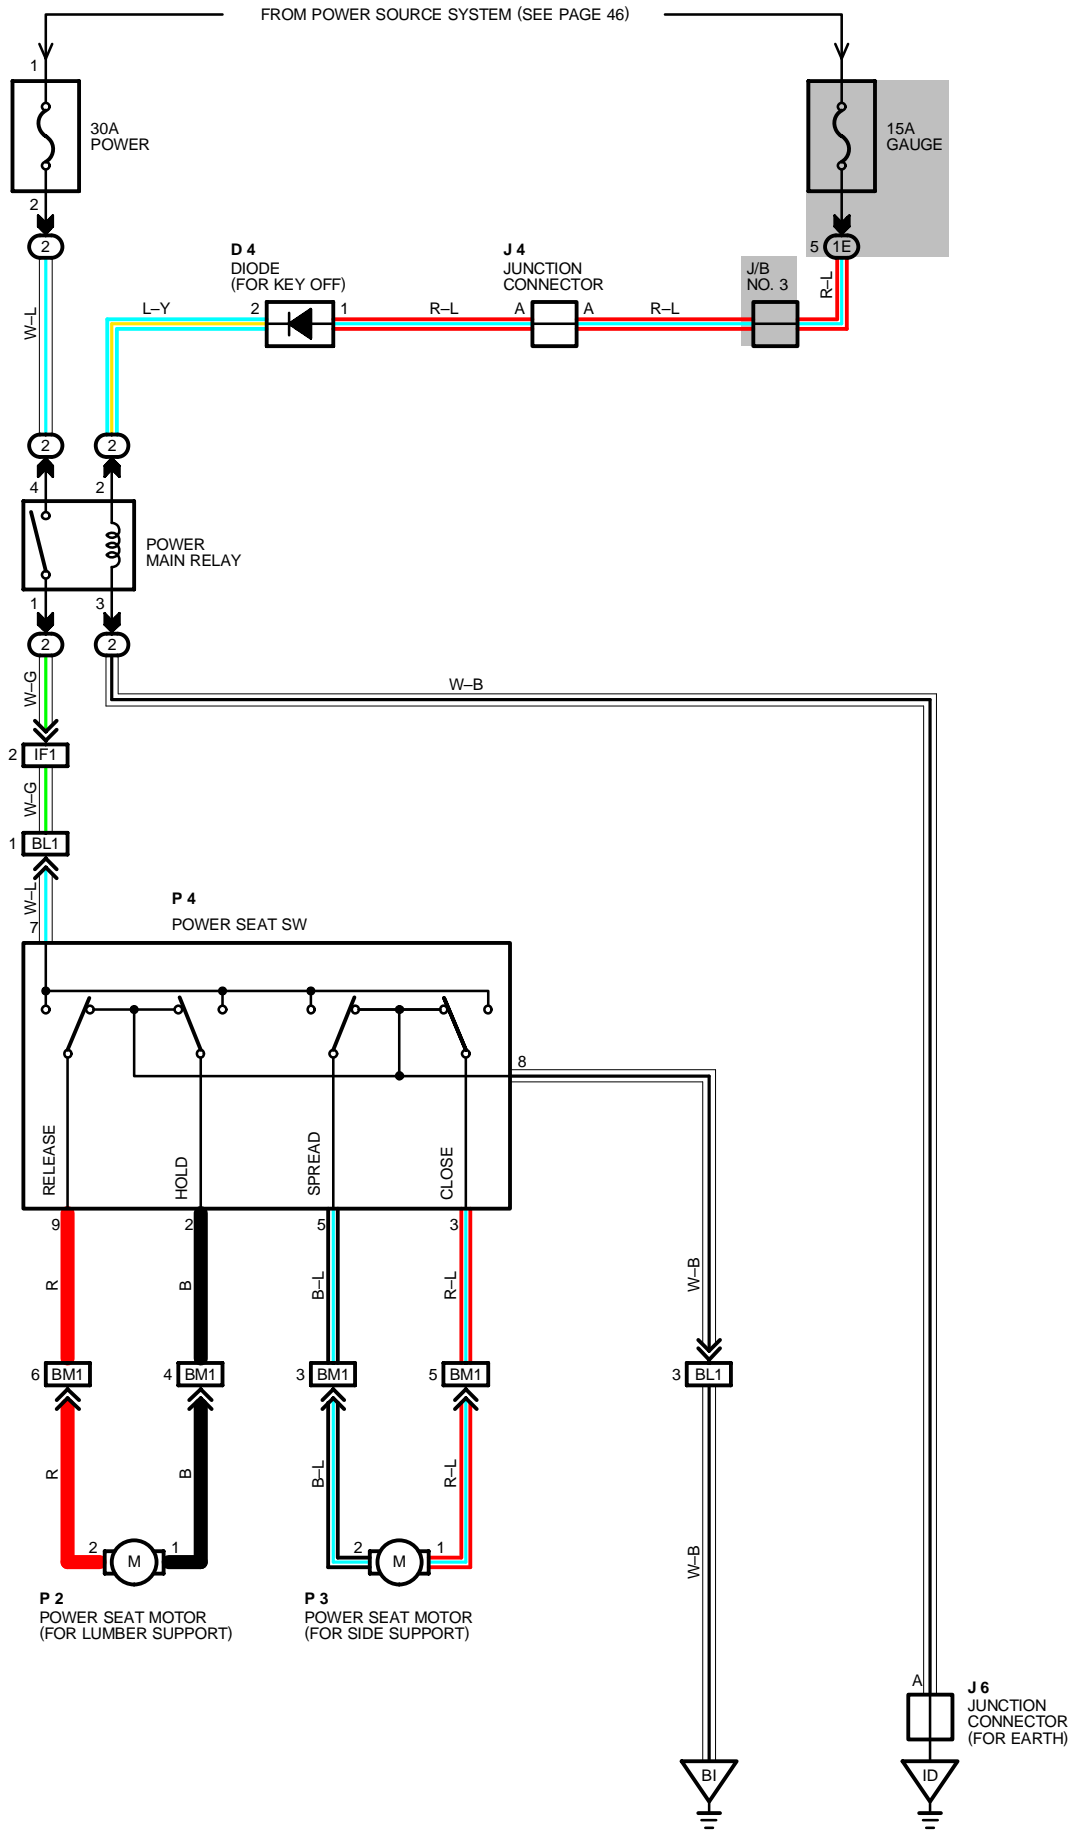 FROM POWER SOURCE SYSTEM (SEE PAGE 46)
1
30A
POWER
15A
GAUGE
2
2
5
1E
D 4
DIODE
(FOR KEY OFF)
J 4
JUNCTION
CONNECTOR
J/B
NO. 3
R–L
L–Y
2
1
R–L
A
A
R–L
W–L
2
2
4
2
POWER
MAIN RELAY
1
3
2
2
W–G
W–B
2
IF1
W–G
1
BL1
W–L
7
P 4
POWER SEAT SW
8
RELEASE
HOLD
SPREAD
CLOSE
9
2
5
3
R
B
B–L
R–L
W–B
6
BM1
4
BM1
3
BM1
5
BM1
3
BL1
R
B
B–L
R–L
W–B
2
M
1
2
M
1
P 2
POWER SEAT MOTOR
(FOR LUMBER SUPPORT)
P 3
POWER SEAT MOTOR
(FOR SIDE SUPPORT)
A
J 6
JUNCTION
CONNECTOR
(FOR EARTH)
BI
ID